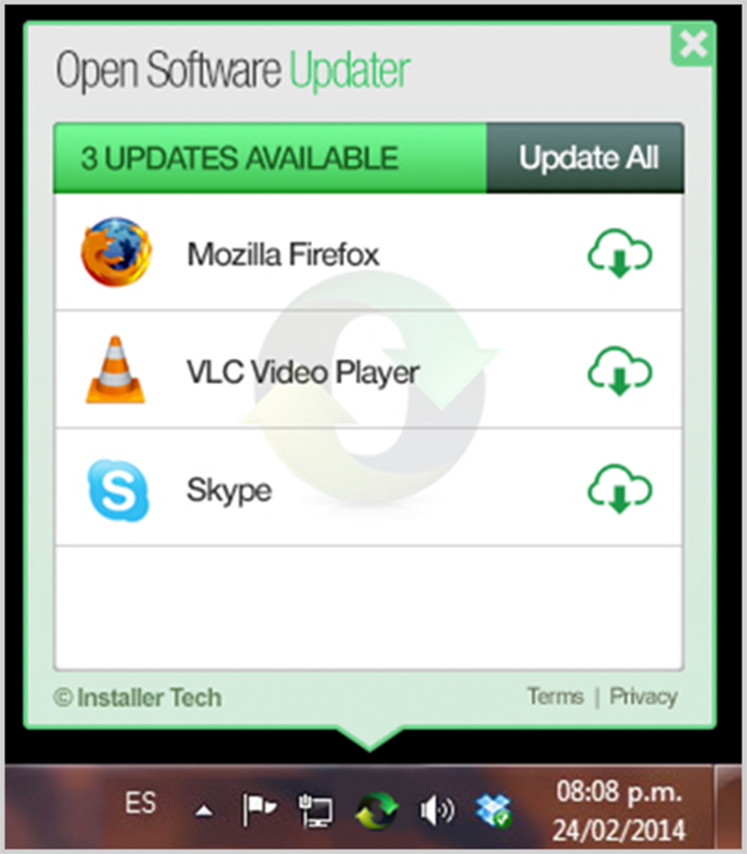 Open Software Updater
3 UPDATES AVAILABLE Update All
Mozilla Firefox
VLC Video Player
S Skype
© Installer Tech Terms | Privacy
ES 08:08 p.m.
24/02/2014